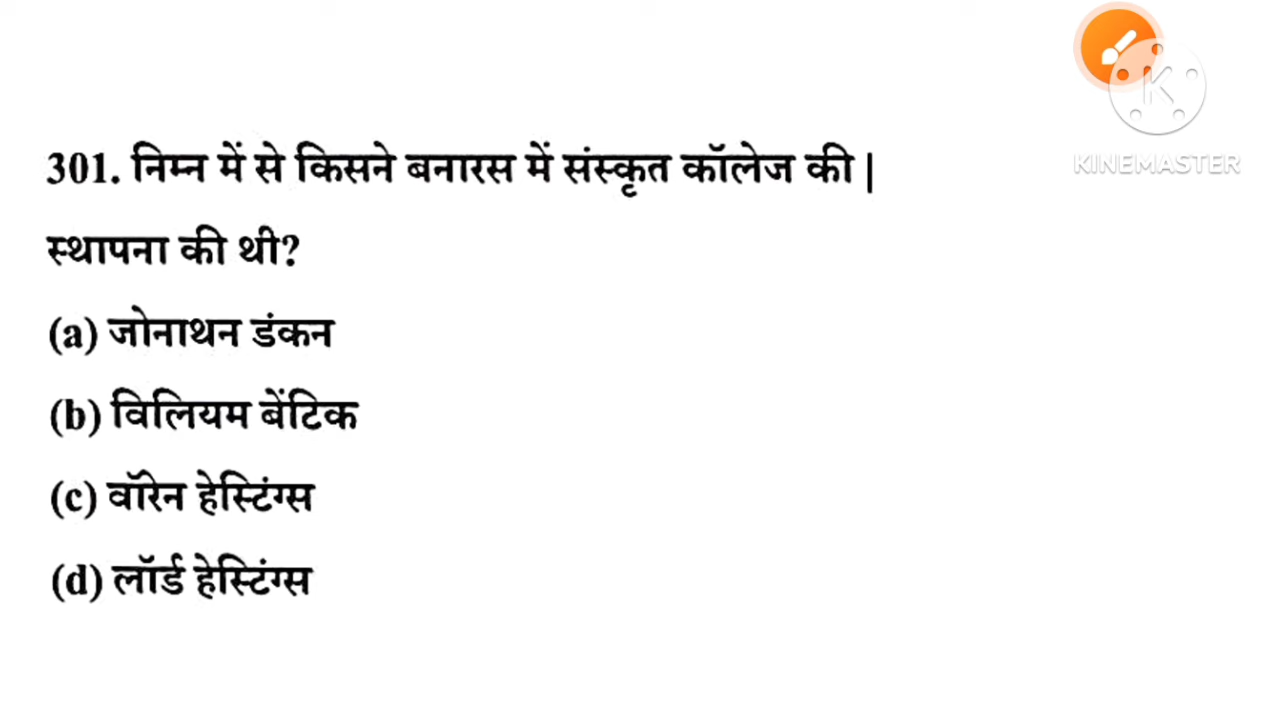 KINEMASTER
301. निम्न में से किसने बनारस में संस्कृत कॉलेज की |
स्थापना की थी?
(a) जोनाथन डंकन
(b) विलियम बेंटिक
(c) वॉरेन हेस्टिंग्स
(d) लॉर्ड हेस्टिंग्स